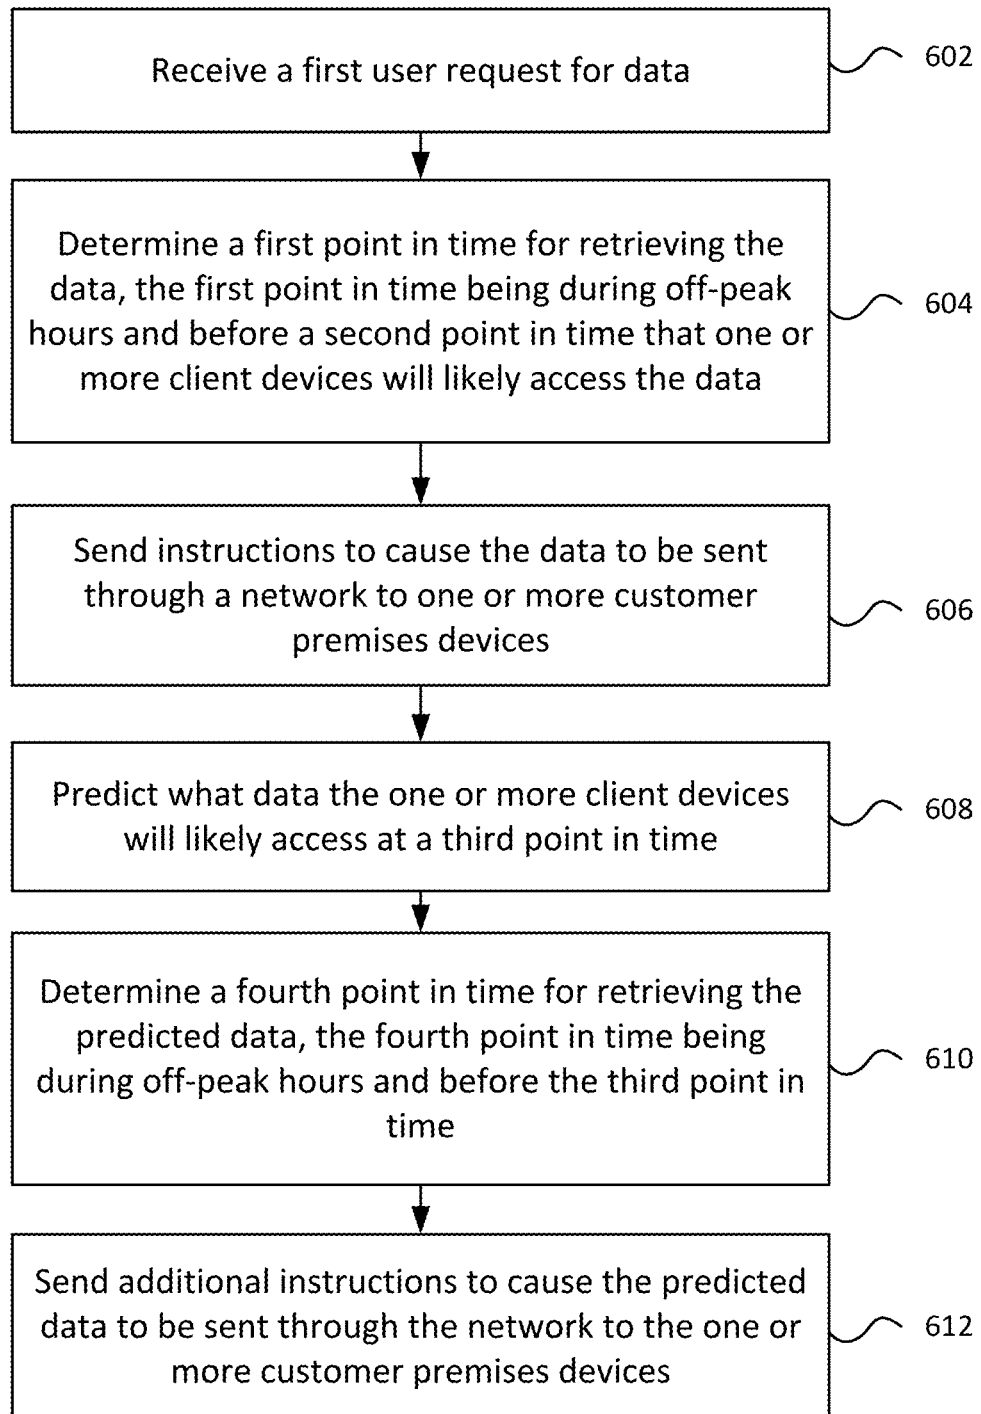 Receive a first user request for data
602
Determine a first point in time for retrieving the
data, the first point in time being during off-peak
hours and before a second point in time that one or
more client devices will likely access the data
604
Send instructions to cause the data to be sent
through a network to one or more customer
premises devices
606
Predict what data the one or more client devices
will likely access at a third point in time
608
Determine a fourth point in time for retrieving the
predicted data, the fourth point in time being
during off-peak hours and before the third point in
time
610
Send additional instructions to cause the predicted
data to be sent through the network to the one or
more customer premises devices
612